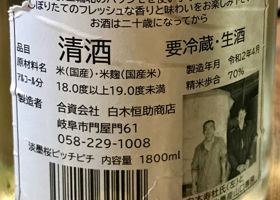 しぼりたてのフレッシュな香りと味わいをお楽しみ下さ
お酒は二十歳になってから
品目 清酒 要冷蔵・生酒
原材料名 米(国産)・米麹(国産米)
製造年月 令和2年4月
アルコール分 18.0度以上19.0度未満
精米歩合 70%
製造者 合資会社 白木恒助商店
岐阜市門屋門61
058-229-1008
淡墨桜ピッチピチ 内容量 1800ml